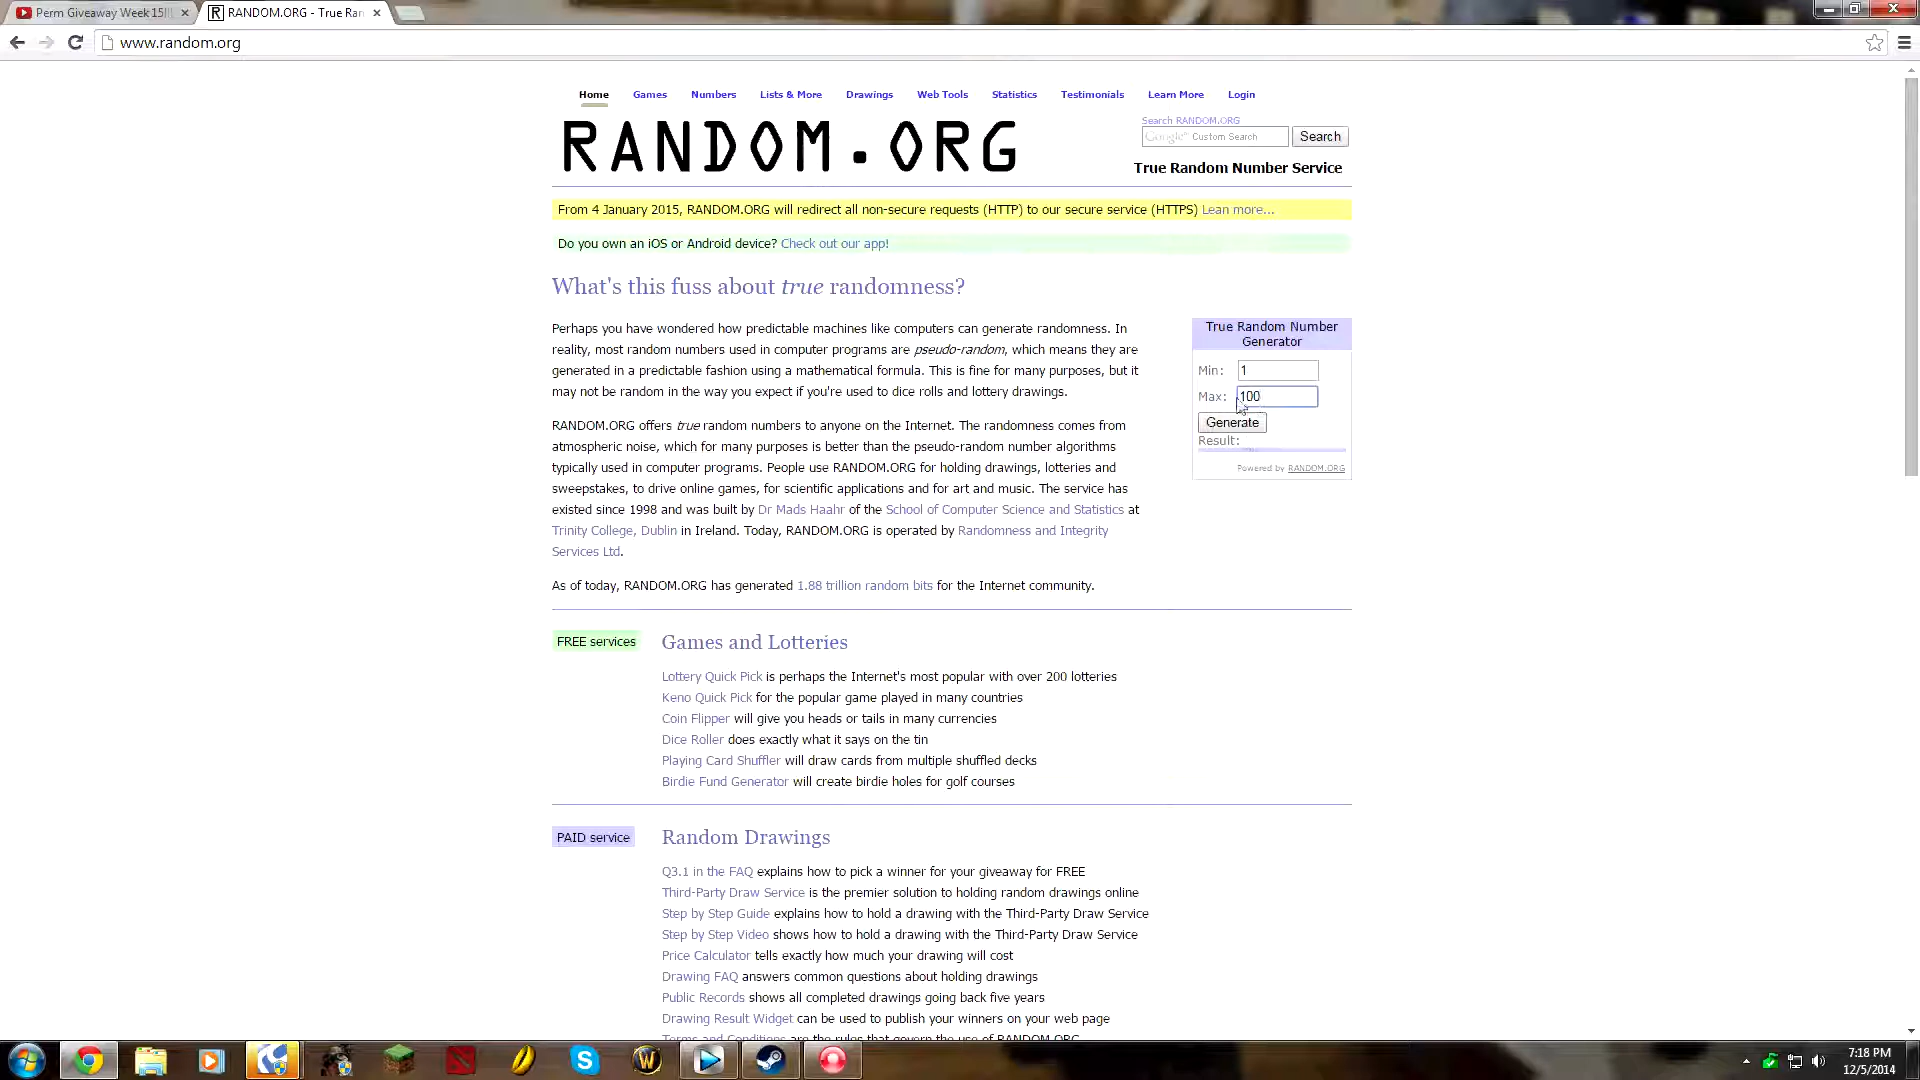 Perm Giveaway Week 15!!
RANDOM.ORG - True Ran
www.random.org
Home Games Numbers Lists & More Drawings Web Tools Statistics Testimonials Learn More Login
RANDOM.ORG
Search RANDOM.ORG
Google™ Custom Search Search
True Random Number Service
From 4 January 2015, RANDOM.ORG will redirect all non-secure requests (HTTP) to our secure service (HTTPS) Lean more...
Do you own an iOS or Android device? Check out our app!
What's this fuss about true randomness?
Perhaps you have wondered how predictable machines like computers can generate randomness. In
reality, most random numbers used in computer programs are pseudo-random, which means they are
generated in a predictable fashion using a mathematical formula. This is fine for many purposes, but it
may not be random in the way you expect if you're used to dice rolls and lottery drawings.
RANDOM.ORG offers true random numbers to anyone on the Internet. The randomness comes from
atmospheric noise, which for many purposes is better than the pseudo-random number algorithms
typically used in computer programs. People use RANDOM.ORG for holding drawings, lotteries and
sweepstakes, to drive online games, for scientific applications and for art and music. The service has
existed since 1998 and was built by Dr Mads Haahr of the School of Computer Science and Statistics at
Trinity College, Dublin in Ireland. Today, RANDOM.ORG is operated by Randomness and Integrity
Services Ltd.
As of today, RANDOM.ORG has generated 1.88 trillion random bits for the Internet community.
True Random Number
Generator
Min: 1
Max: 100
Generate
Result:
Powered by RANDOM.ORG
FREE services
Games and Lotteries
Lottery Quick Pick is perhaps the Internet's most popular with over 200 lotteries
Keno Quick Pick for the popular game played in many countries
Coin Flipper will give you heads or tails in many currencies
Dice Roller does exactly what it says on the tin
Playing Card Shuffler will draw cards from multiple shuffled decks
Birdie Fund Generator will create birdie holes for golf courses
PAID service
Random Drawings
Q3.1 in the FAQ explains how to pick a winner for your giveaway for FREE
Third-Party Draw Service is the premier solution to holding random drawings online
Step by Step Guide explains how to hold a drawing with the Third-Party Draw Service
Step by Step Video shows how to hold a drawing with the Third-Party Draw Service
Price Calculator tells exactly how much your drawing will cost
Drawing FAQ answers common questions about holding drawings
Public Records shows all completed drawings going back five years
Drawing Result Widget can be used to publish your winners on your web page
Terms and Conditions are the rules that govern the use of RANDOM.ORG
7:18 PM
12/5/2014